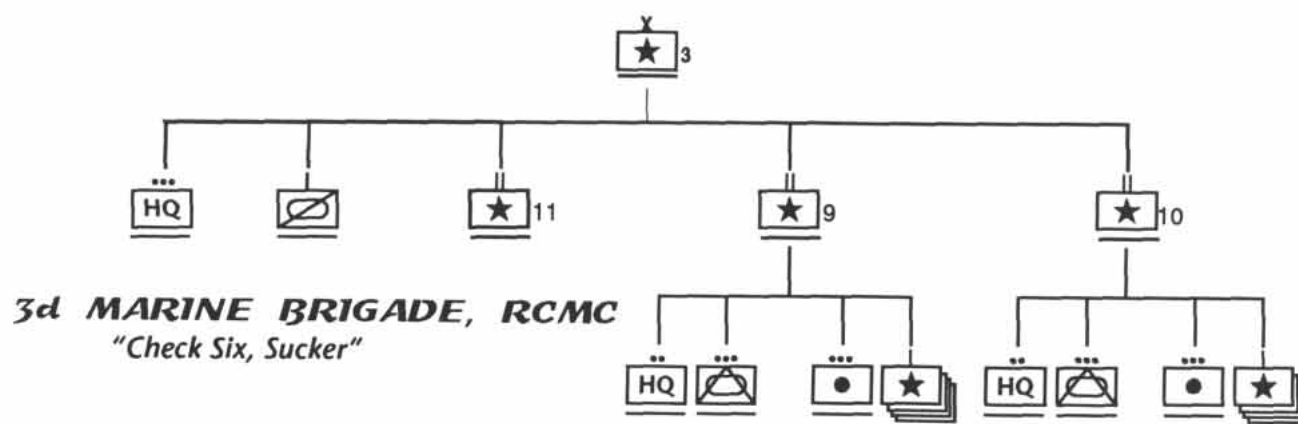 X
3
HQ
11
9
10
3d MARINE BRIGADE, RCMC
"Check Six, Sucker"
HQ
HQ